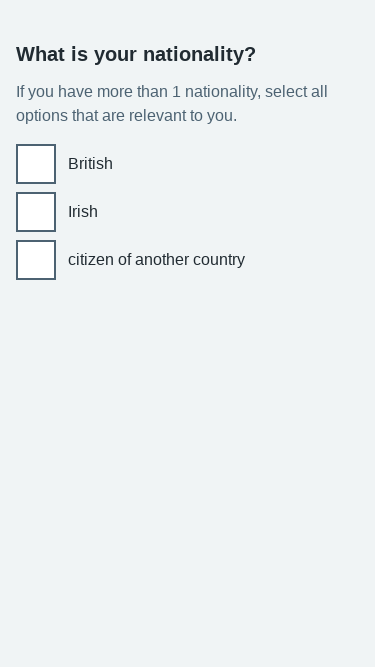 What is your nationality?
If you have more than 1 nationality, select all
options that are relevant to you.
British
Irish
citizen of another country